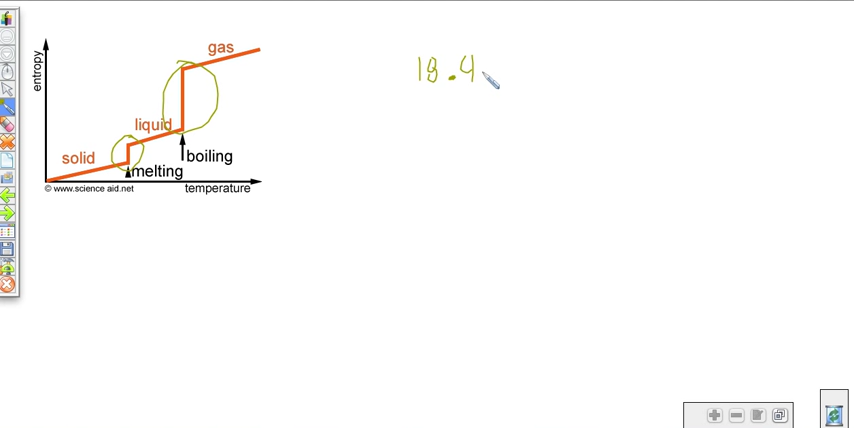 gas
18.4
entropy
liquid
solid
boiling
melting
© www.science aid.net
temperature